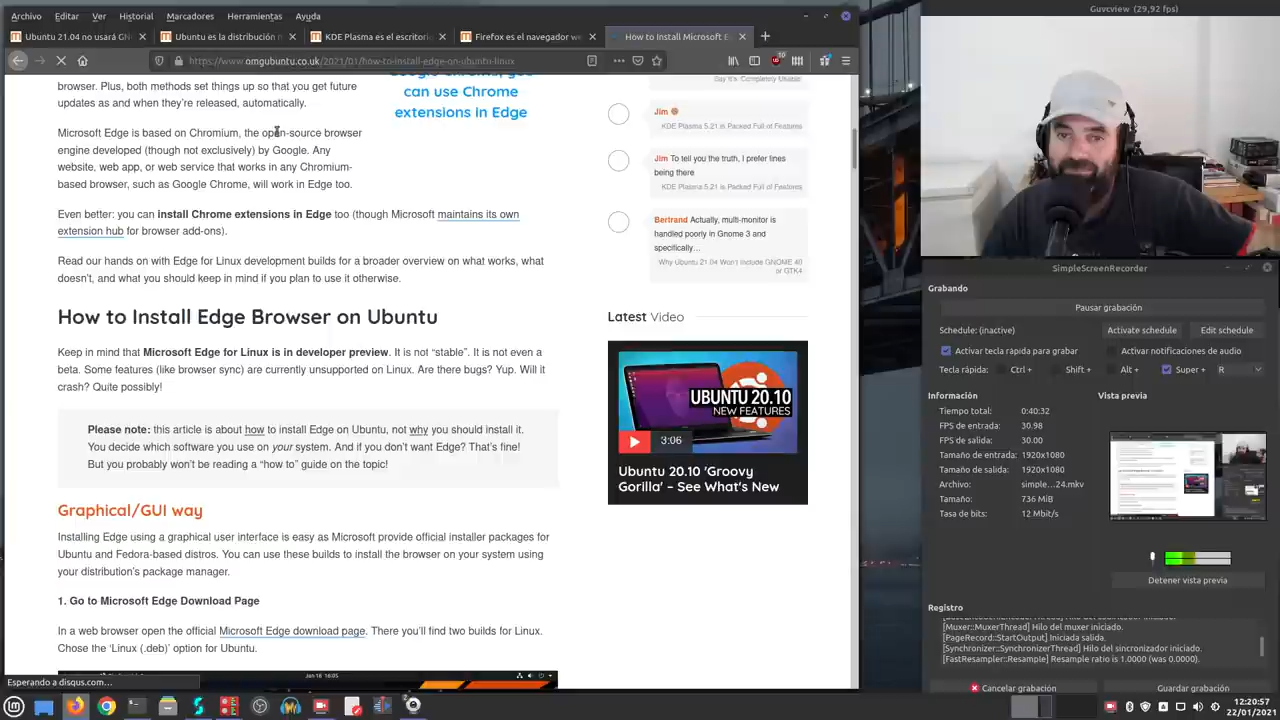 Archivo Editar Ver Historial Marcadores Herramientas Ayuda
Ubuntu 21.04 no usará GN
Ubuntu es la distribución n
KDE Plasma es el escritorio
Firefox es el navegador we
How to Install Microsoft E
https://www.omgubuntu.co.uk/2021/01/how-to-install-edge-ubuntu-linux
browser. Plus, both methods set things up so that you get future
updates as and when they're released, automatically.
can use Chrome
extensions in Edge
Microsoft Edge is based on Chromium, the open-source browser
engine developed (though not exclusively) by Google. Any
website, web app, or web service that works in any Chromium-
based browser, such as Google Chrome, will work in Edge too.
Even better: you can install Chrome extensions in Edge too (though Microsoft maintains its own
extension hub for browser add-ons).
Read our hands on with Edge for Linux development builds for a broader overview on what works, what
doesn't, and what you should keep in mind if you plan to use it otherwise.
How to Install Edge Browser on Ubuntu
Keep in mind that Microsoft Edge for Linux is in developer preview. It is not “stable”. It is not even a
beta. Some features (like browser sync) are currently unsupported on Linux. Are there bugs? Yup. Will it
crash? Quite possibly!
Please note: this article is about how to install Edge on Ubuntu, not why you should install it.
You decide which software you use on your system. And if you don't want Edge? That's fine!
But you probably won't be reading a “how to” guide on the topic!
Graphical/GUI way
Installing Edge using a graphical user interface is easy as Microsoft provide official installer packages for
Ubuntu and Fedora-based distros. You can use these builds to install the browser on your system using
your distribution's package manager.
1. Go to Microsoft Edge Download Page
In a web browser open the official Microsoft Edge download page. There you'll find two builds for Linux.
Chose the ‘Linux (.deb)’ option for Ubuntu.
Esperando a disqus.com…
Jim
KDE Plasma 5.21 is Packed Full of Features
Jim To tell you the truth, I prefer lines
being there
KDE Plasma 5.21 is Packed Full of Features
Bertrand Actually, multi-monitor is
handled poorly in Gnome 3 and
specifically…
Why Ubuntu 21.04 Won't Include GNOME 40
or GTK4
Latest Video
UBUNTU 20.10
NEW FEATURES
3:06
Ubuntu 20.10 'Groovy
Gorilla' – See What's New
Guvcview (29,92 fps)
SimpleScreenRecorder
Grabando
Pausar grabación
Schedule: (inactive) Activate schedule Edit schedule
Activar tecla rápida para grabar Activar notificaciones de audio
Tecla rápida: Ctrl + Shift + Alt + Super + R
Información
Tiempo total: 0:40:32
FPS de entrada: 30.98
FPS de salida: 30.00
Tamaño de entrada: 1920x1080
Tamaño de salida: 1920x1080
Archivo: simple…24.mkv
Tamaño: 736 MiB
Tasa de bits: 12 Mbit/s
Vista previa
Detener vista previa
Registro
[Muxer::MuxerThread] Hilo del muxer iniciado.
[PageRecord::StartOutput] Iniciada salida.
[Synchronizer::SynchronizerThread] Hilo del sincronizador iniciado.
[FastResampler::Resample] Resample ratio is 1.0000 (was 0.0000).
Cancelar grabación Guardar grabación
12:20:57
22/01/2021